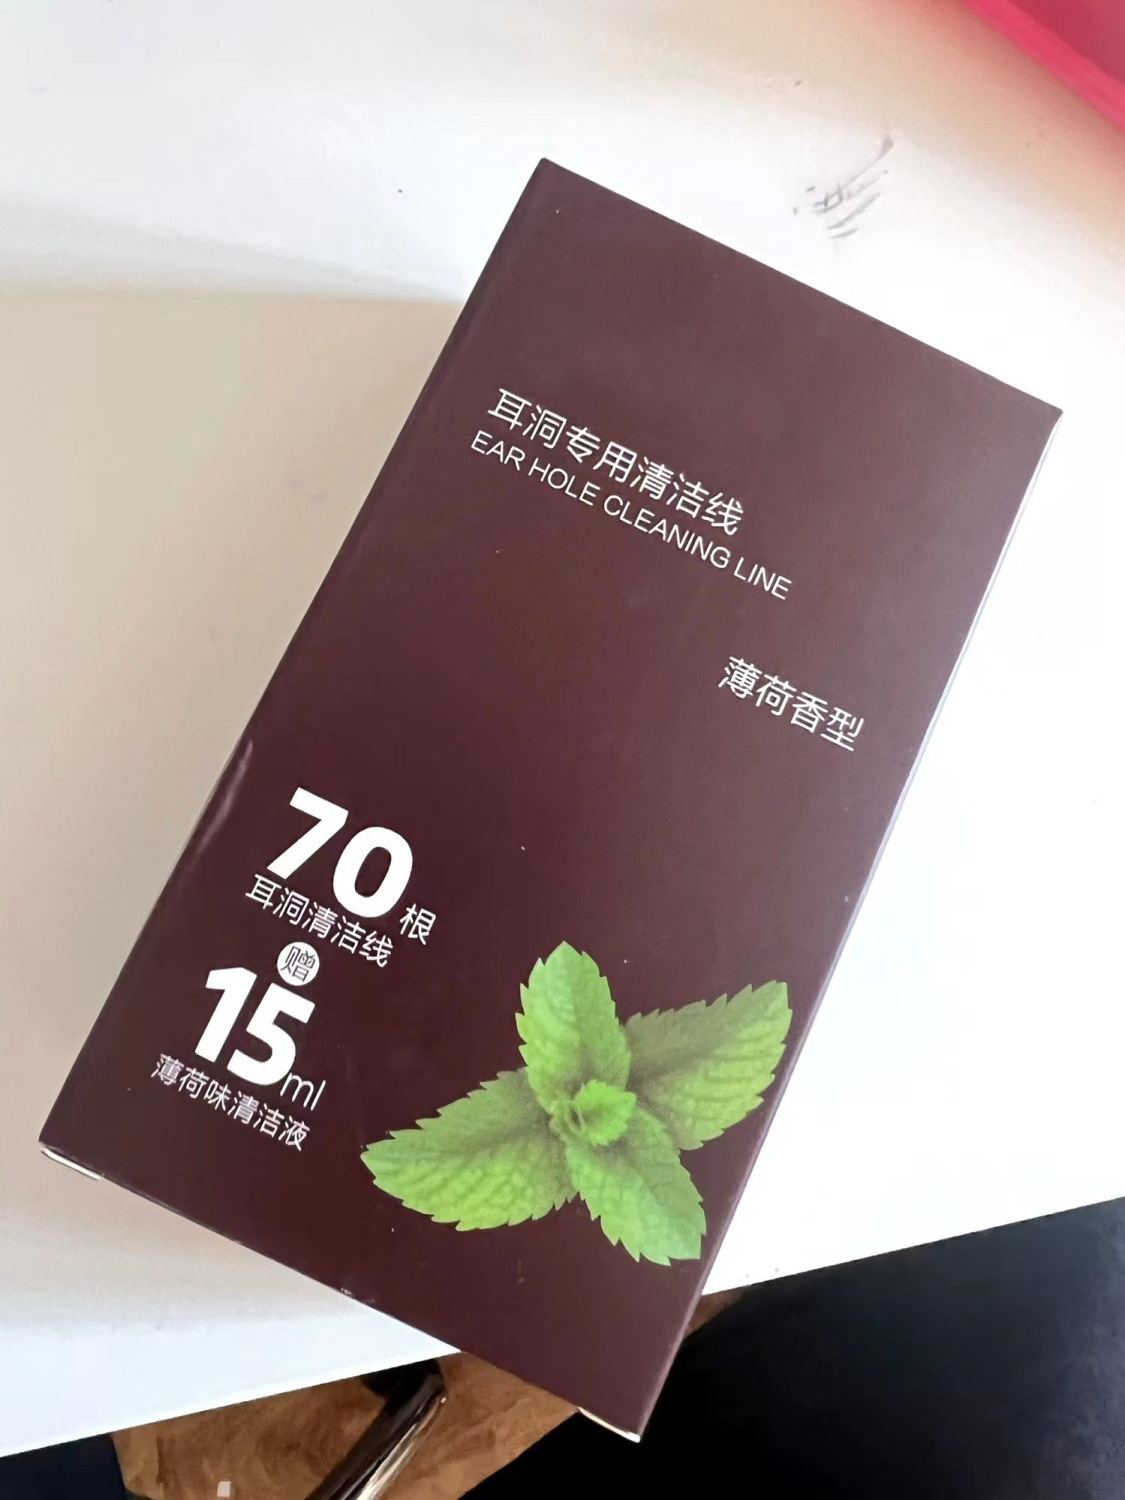 耳洞专用清洁线
EAR HOLE CLEANING LINE
薄荷香型
70根
耳洞清洁线
赠
15ml
薄荷味清洁液